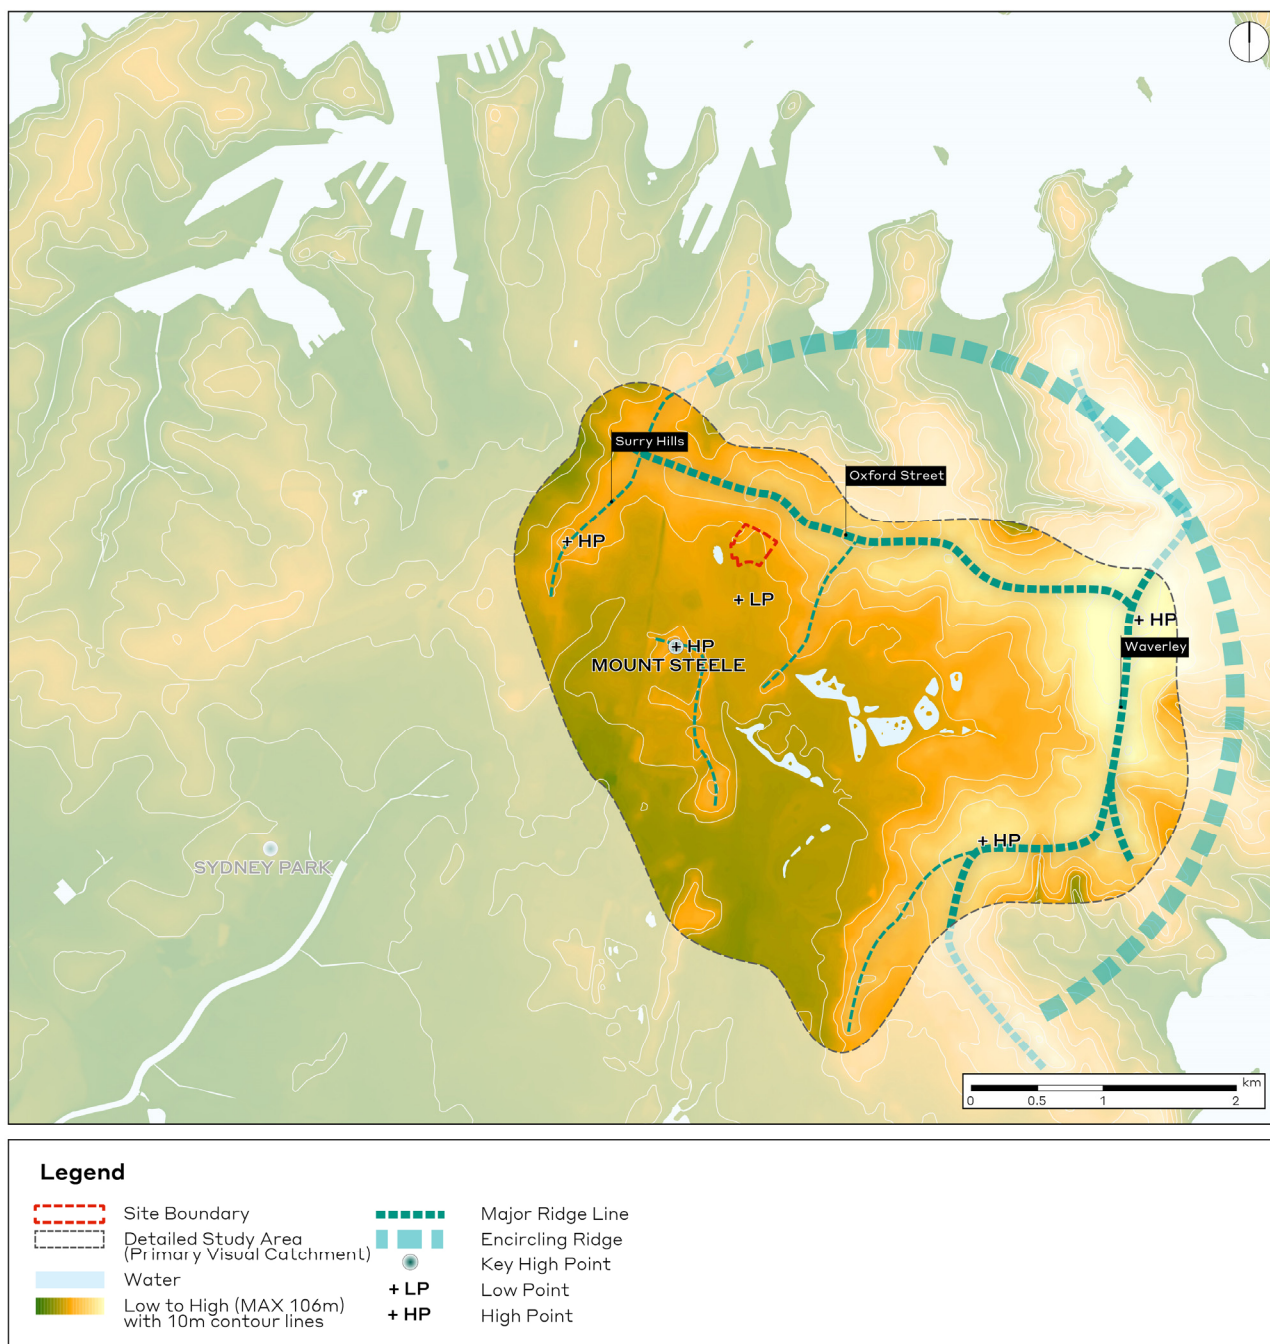 Surry Hills
Oxford Street
+ HP
+ LP
+ HP
Waverley
+ HP
MOUNT STEELE
+ HP
SYDNEY PARK
km
0 0.5 1 2
Legend
Site Boundary
Detailed Study Area
(Primary Visual Catchment)
Water
Low to High (MAX 106m)
with 10m contour lines
Major Ridge Line
Encircling Ridge
Key High Point
+ LP Low Point
+ HP High Point